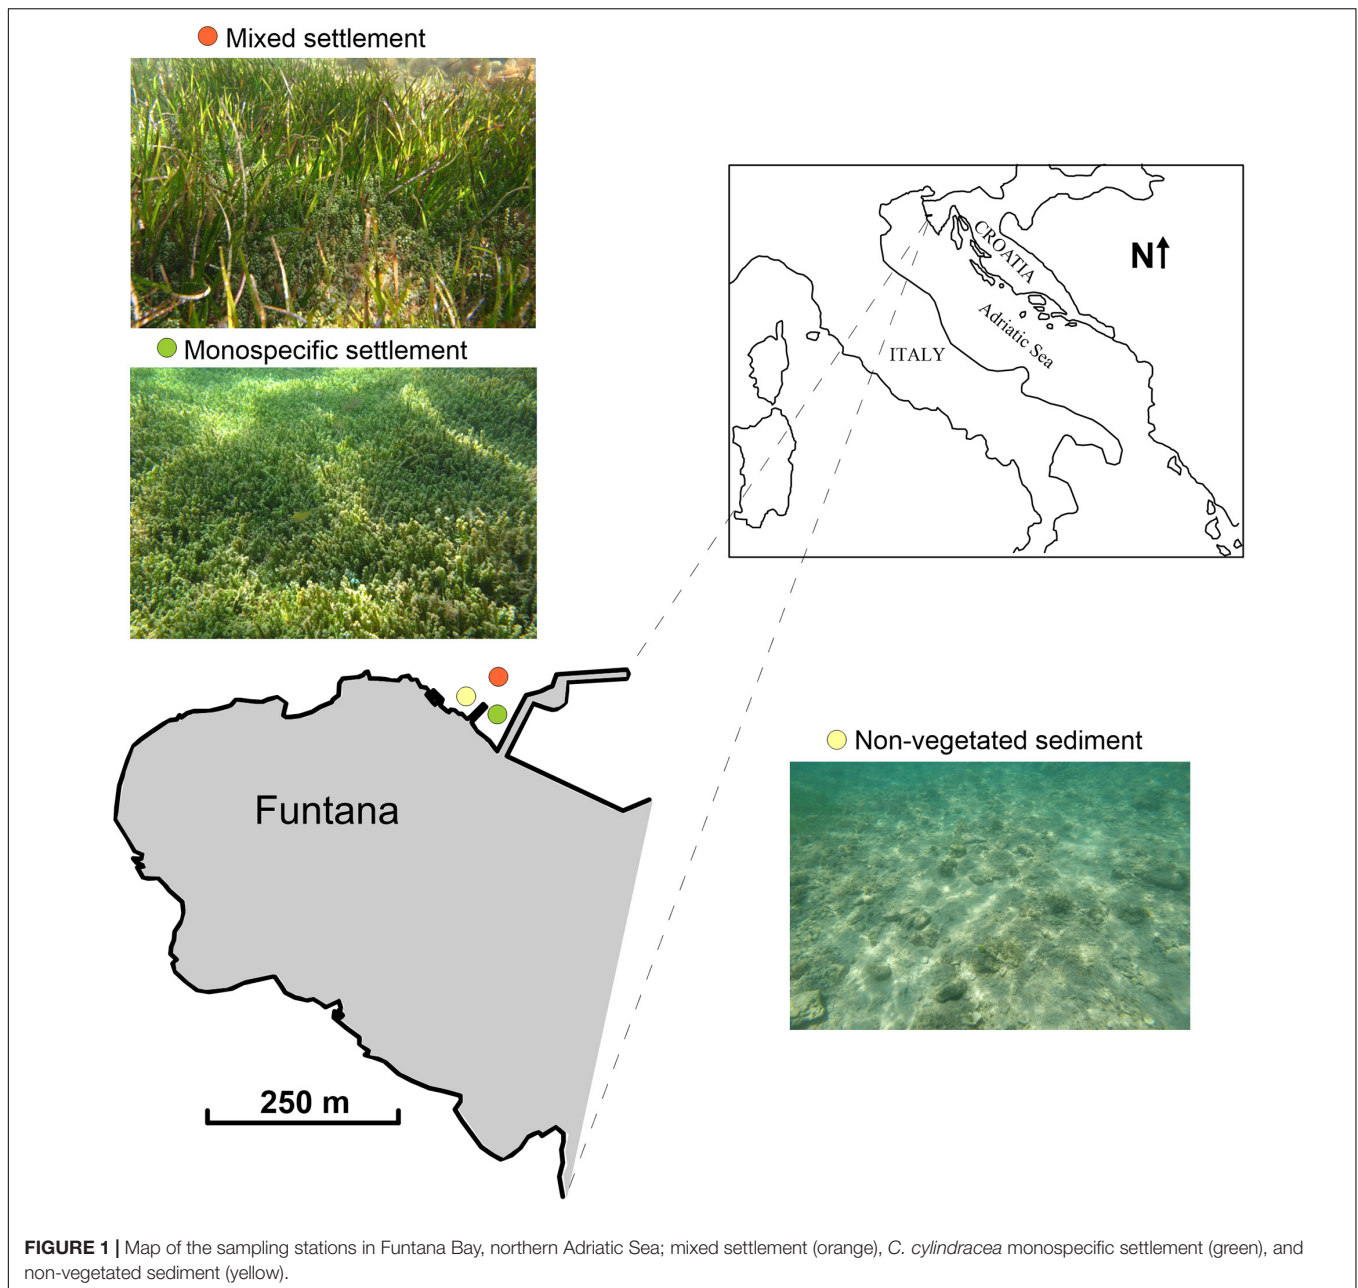 Mixed settlement
Monospecific settlement
N
CROATIA
Adriatic Sea
ITALY
Non-vegetated sediment
Funtana
250 m
FIGURE 1 | Map of the sampling stations in Funtana Bay, northern Adriatic Sea; mixed settlement (orange), C. cylindracea monospecific settlement (green), and
non-vegetated sediment (yellow).